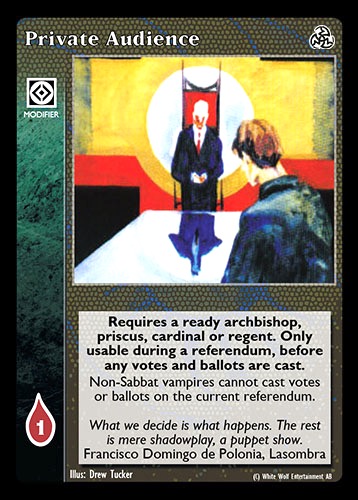 Private Audience
MODIFIER
Requires a ready archbishop,
priscus, cardinal or regent. Only
usable during a referendum, before
any votes and ballots are cast.
Non-Sabbat vampires cannot cast votes
or ballots on the current referendum.
What we decide is what happens. The rest
is mere shadowplay, a puppet show.
Francisco Domingo de Polonia, Lasombra
1
Illus: Drew Tucker
(C) White Wolf Entertainment AB